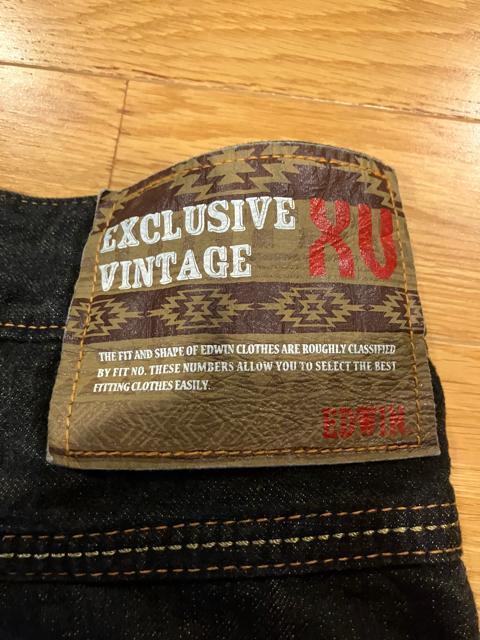 EXCLUSIVE XV
VINTAGE
THE FIT AND SHAPE OF EDWIN CLOTHES ARE ROUGHLY CLASSIFIED
BY FIT NO. THESE NUMBERS ALLOW YOU TO SELECT THE BEST
FITTING CLOTHES EASILY.
EDWIN.